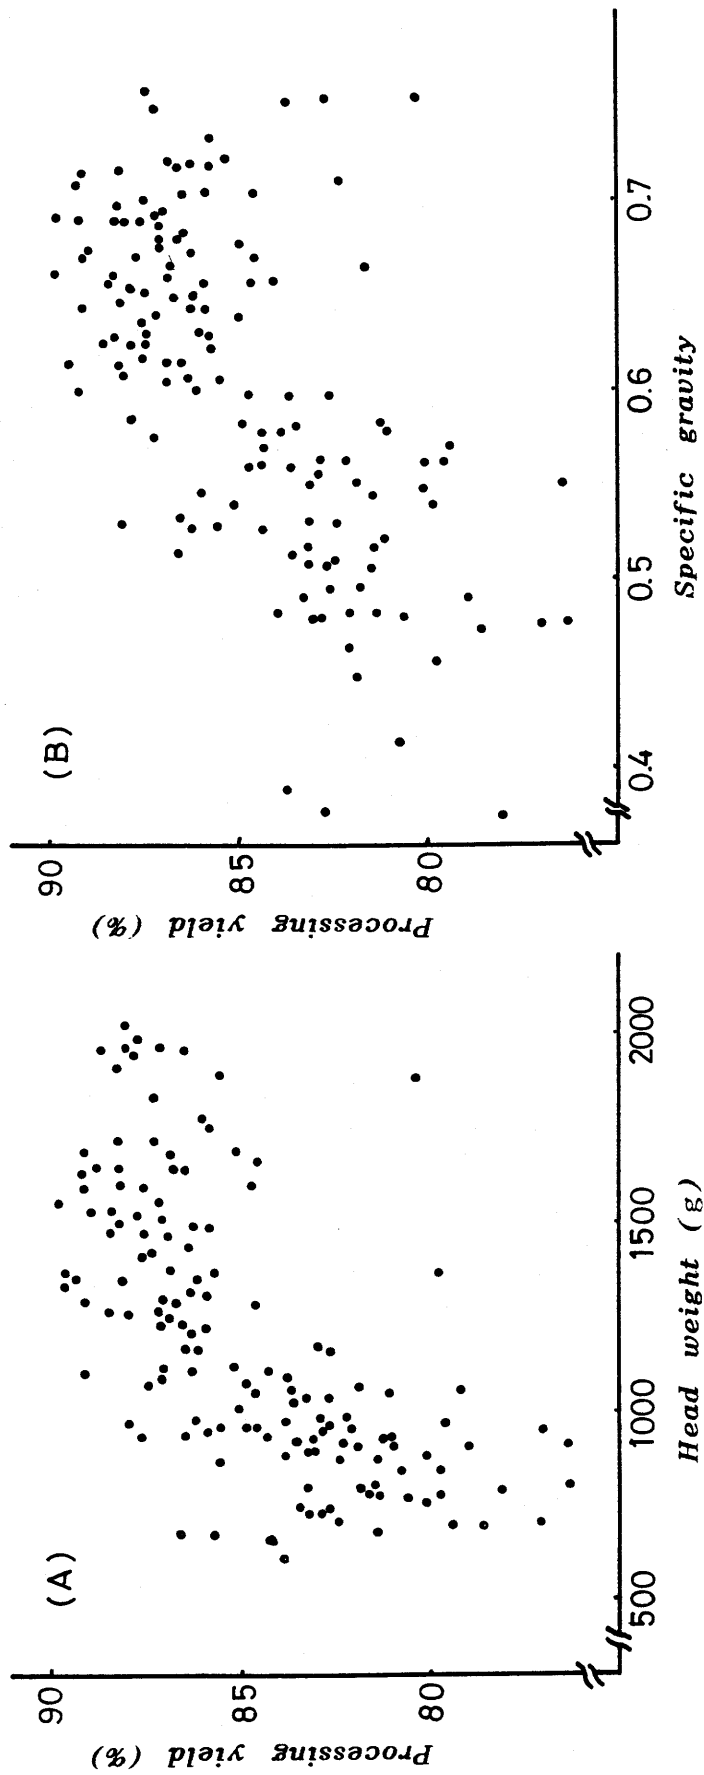 (A)
Processing yield (%)
90
85
80
500
1000
1500
2000
Head weight (g)
(B)
Processing yield (%)
90
85
80
0.4
0.5
0.6
0.7
Specific gravity